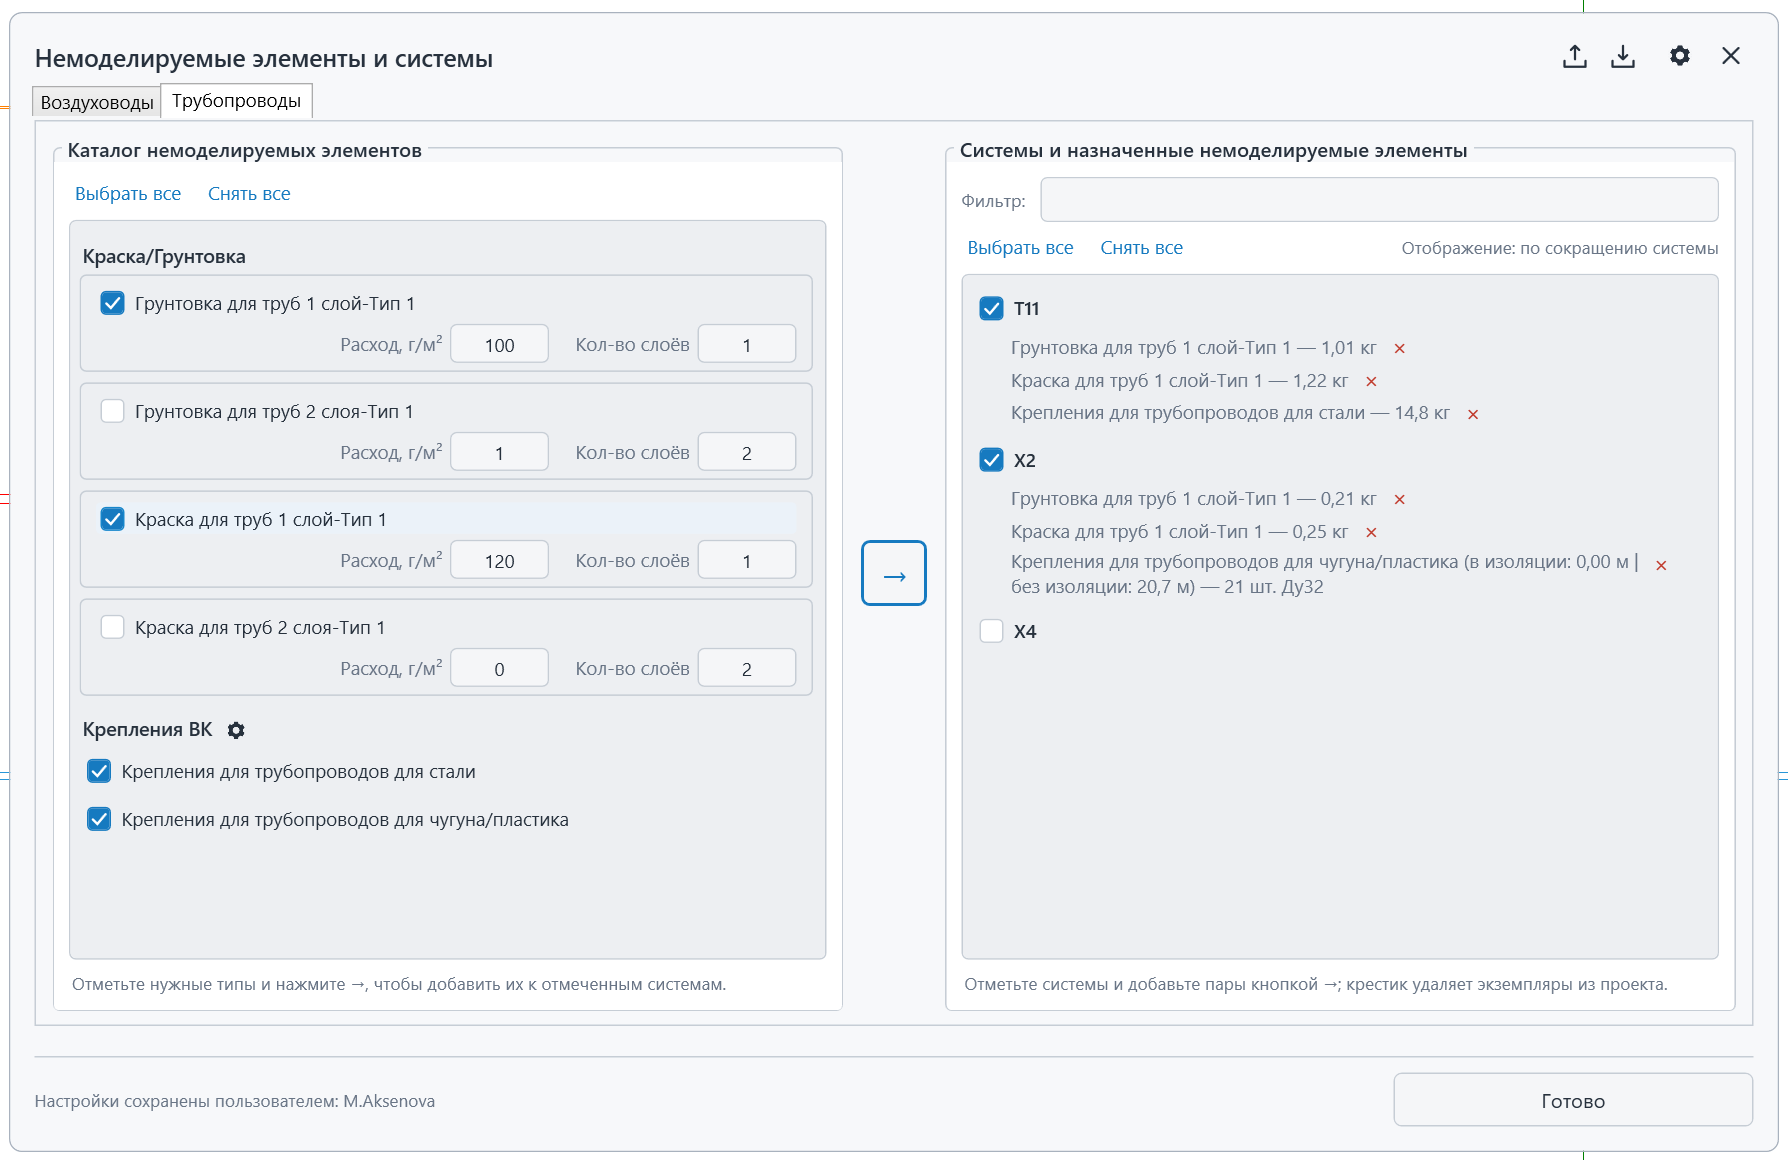 Немоделируемые элементы и системы
Воздуховоды
Трубопроводы
Каталог немоделируемых элементов
Выбрать все Снять все
Краска/Грунтовка
Грунтовка для труб 1 слой-Тип 1
Расход, г/м² 100 Кол-во слоёв 1
Грунтовка для труб 2 слоя-Тип 1
Расход, г/м² 1 Кол-во слоёв 2
Краска для труб 1 слой-Тип 1
Расход, г/м² 120 Кол-во слоёв 1
Краска для труб 2 слоя-Тип 1
Расход, г/м² 0 Кол-во слоёв 2
Крепления ВК
Крепления для трубопроводов для стали
Крепления для трубопроводов для чугуна/пластика
Отметьте нужные типы и нажмите →, чтобы добавить их к отмеченным системам.
→
Системы и назначенные немоделируемые элементы
Фильтр:
Выбрать все Снять все Отображение: по сокращению системы
Т11
Грунтовка для труб 1 слой-Тип 1 — 1,01 кг ×
Краска для труб 1 слой-Тип 1 — 1,22 кг ×
Крепления для трубопроводов для стали — 14,8 кг ×
Х2
Грунтовка для труб 1 слой-Тип 1 — 0,21 кг ×
Краска для труб 1 слой-Тип 1 — 0,25 кг ×
Крепления для трубопроводов для чугуна/пластика (в изоляции: 0,00 м | ×
без изоляции: 20,7 м) — 21 шт. Ду32
Х4
Отметьте системы и добавьте пары кнопкой →; крестик удаляет экземпляры из проекта.
Настройки сохранены пользователем: M.Aksenova
Готово